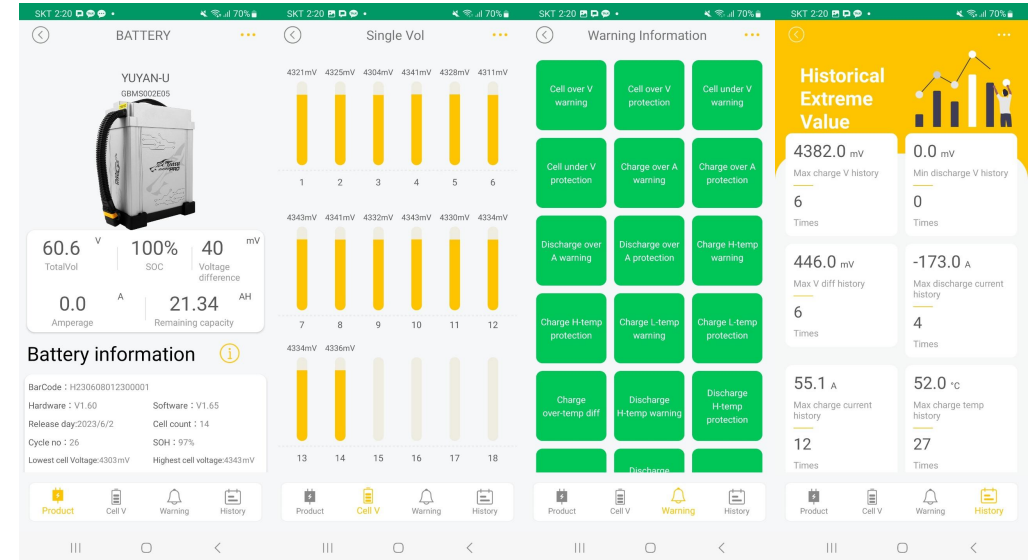 SKT 2:20 70%
BATTERY
YUYAN-U
GBMS002E05
60.6 V
TotalVol
100%
SOC
40 mV
Voltage
difference
0.0 A
Amperage
21.34 AH
Remaining capacity
Battery information
BarCode：H230608012300001
Hardware：V1.60 Software：V1.65
Release day:2023/6/2 Cell count：14
Cycle no：26 SOH：97%
Lowest cell Voltage:4303mV Highest cell voltage:4343mV
Product Cell V Warning History
SKT 2:20 70%
Single Vol
4321mV 4325mV 4304mV 4341mV 4328mV 4311mV
1 2 3 4 5 6
4343mV 4341mV 4332mV 4343mV 4330mV 4334mV
7 8 9 10 11 12
4334mV 4336mV
13 14 15 16 17 18
Product Cell V Warning History
SKT 2:20 70%
Warning Information
Cell over V
warning
Cell over V
protection
Cell under V
warning
Cell under V
protection
Charge over A
warning
Charge over A
protection
Discharge over
A warning
Discharge over
A protection
Charge H-temp
warning
Charge H-temp
protection
Charge L-temp
warning
Charge L-temp
protection
Charge
over-temp diff
Discharge
H-temp warning
Discharge
H-temp
protection
Discharge
Product Cell V Warning History
SKT 2:20 70%
Historical
Extreme
Value
4382.0 mV
Max charge V history
6
Times
0.0 mV
Min discharge V history
0
Times
446.0 mV
Max V diff history
6
Times
-173.0 A
Max discharge current
history
4
Times
55.1 A
Max charge current
history
12
Times
52.0 °C
Max charge temp
history
27
Times
Product Cell V Warning History